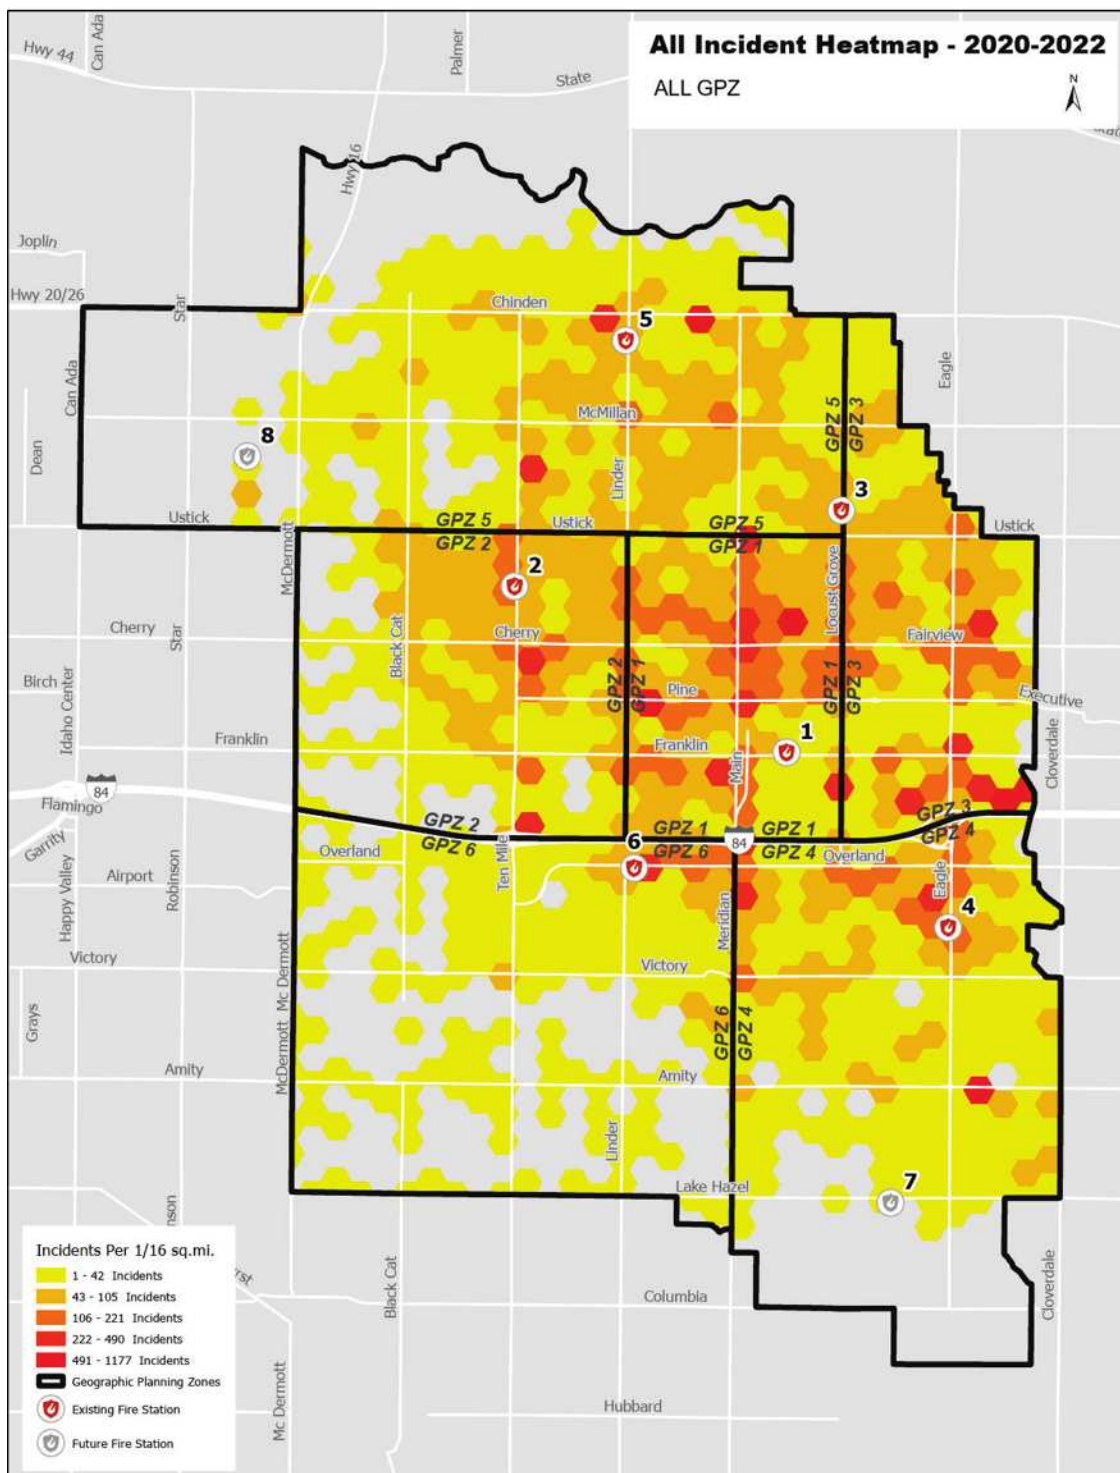 All Incident Heatmap - 2020-2022
ALL GPZ
N
Hwy 44
Can Ada
Palmer
State
Hwy 16
Joplin
Hwy 20/26
Star
Chinden
5
Can Ada
Eagle
McMillan
GPZ 5
GPZ 3
8
Dean
Linder
3
Ustick
GPZ 5
Ustick
GPZ 5
Ustick
GPZ 2
GPZ 1
McDermott
2
Locust Grove
Cherry
Star
Black Cat
Cherry
Fairview
GPZ 2
GPZ 1
GPZ 1
GPZ 3
Birch
Pine
Executive
Idaho Center
Franklin
Franklin
1
Main
Cloverdale
84
Flamingo
GPZ 2
GPZ 1
GPZ 1
GPZ 3
Garrity
GPZ 6
6
GPZ 6
84
GPZ 4
GPZ 4
Overland
Overland
Ten Mile
Airport
Happy Valley
Robinson
Eagle
4
Meridian
Victory
Victory
Mc Dermott
Grays
GPZ 6
GPZ 4
McDermott
Amity
Amity
Linder
Lake Hazel
7
nson
Incidents Per 1/16 sq.mi.
1 - 42 Incidents
43 - 105 Incidents
106 - 221 Incidents
222 - 490 Incidents
491 - 1177 Incidents
Geographic Planning Zones
Existing Fire Station
Future Fire Station
rst
Black Cat
Columbia
Cloverdale
Mc Dermott
Hubbard